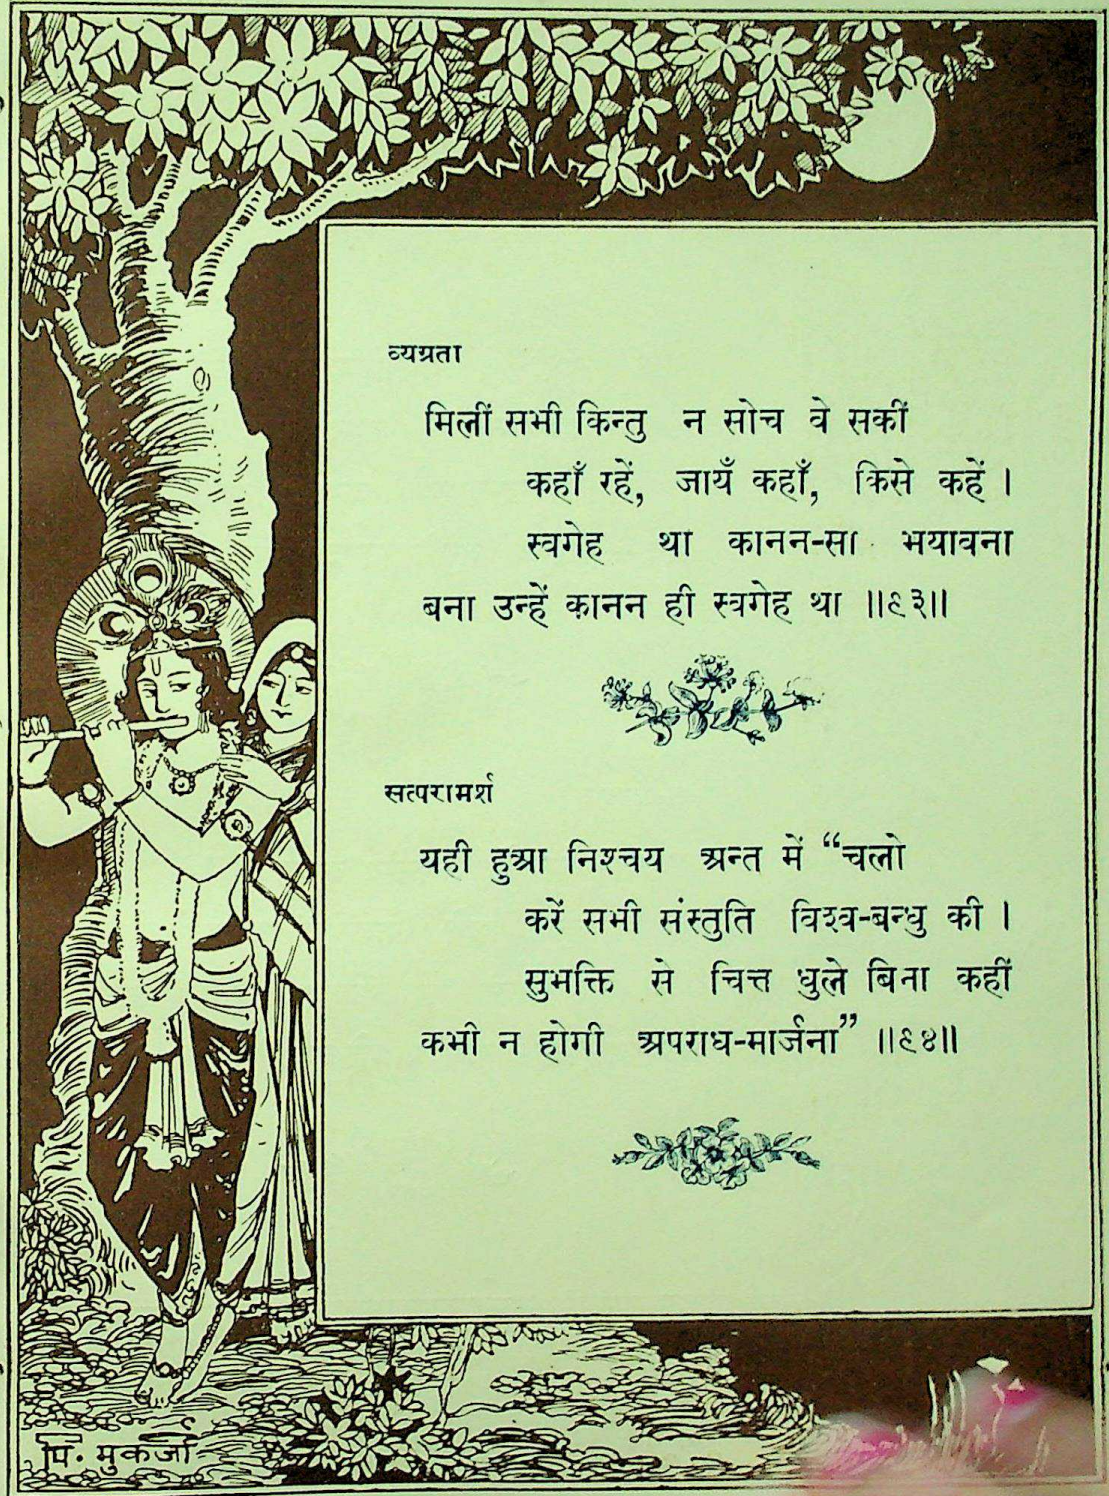 व्यग्रता
मिलीं सभी किन्तु न सोच वे सकीं
कहाँ रहें, जायँ कहाँ, किसे कहें ।
स्वगेह था कानन-सा भयावना
बना उन्हें कानन ही स्वगेह था ॥९३॥
सत्परामर्श
यही हुआ निश्चय अन्त में “चलो
करें सभी संस्तुति विश्व-बन्धु की ।
सुभक्ति से चित्त धुले बिना कहीं
कभी न होगी अपराध-मार्जना” ॥९४॥
पि. मुकर्जी